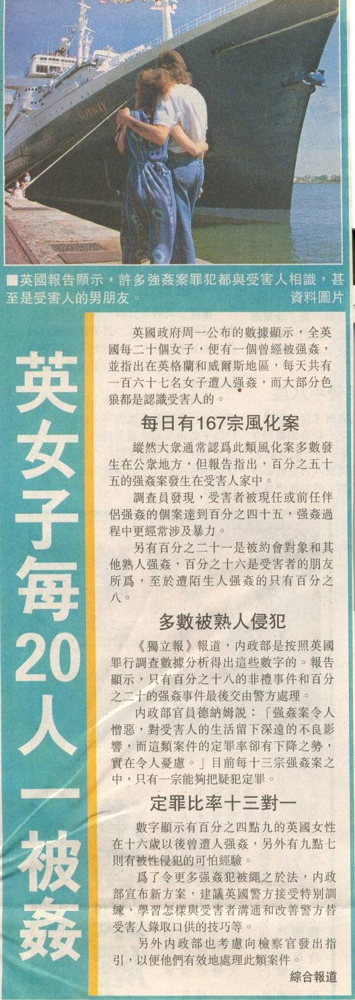 NORWAY
■英國報告顯示，許多強姦案罪犯都與受害人相識，甚
至是受害人的男朋友。 資料圖片
英女子每20人一被姦
英國政府周一公布的數據顯示，全英
國每二十個女子，便有一個曾經被强姦，
並指出在英格蘭和威爾斯地區，每天共有
一百六十七名女子遭人强姦，而大部分色
狼都是認識受害人的。
每日有167宗風化案
縱然大衆通常認爲此類風化案多數發
生在公衆地方，但報告指出，百分之五十
五的强姦案發生在受害人家中。
調查員發現，受害者被現任或前任伴
侶强姦的個案達到百分之四十五，强姦過
程中更經常涉及暴力。
另有百分之二十一是被約會對象和其
他熟人强姦，百分之十六是受害者的朋友
所爲，至於遭陌生人强姦的只有百分之
八。
多數被熟人侵犯
《獨立報》報道，内政部是按照英國
罪行調查數據分析得出這些數字的。報告
顯示，只有百分之十八的非禮事件和百分
之二十的强姦事件最後交由警方處理。
内政部官員德納姆説：「强姦案令人
憎惡，對受害人的生活留下深遠的不良影
響，而這類案件的定罪率卻有下降之勢，
實在令人憂慮。」目前每十三宗强姦案之
中，只有一宗能夠把疑犯定罪。
定罪比率十三對一
數字顯示有百分之四點九的英國女性
在十六歲以後曾遭人强姦，另外有九點七
則有被性侵犯的可怕經驗。
爲了令更多强姦犯被繩之於法，内政
部宣布新方案，建議英國警方接受特别訓
練，學習怎樣與受害者溝通和改善警方替
受害人錄取口供的技巧等。
另外内政部也考慮向檢察官發出指
引，以便他們有效地處理此類案件。
綜合報道